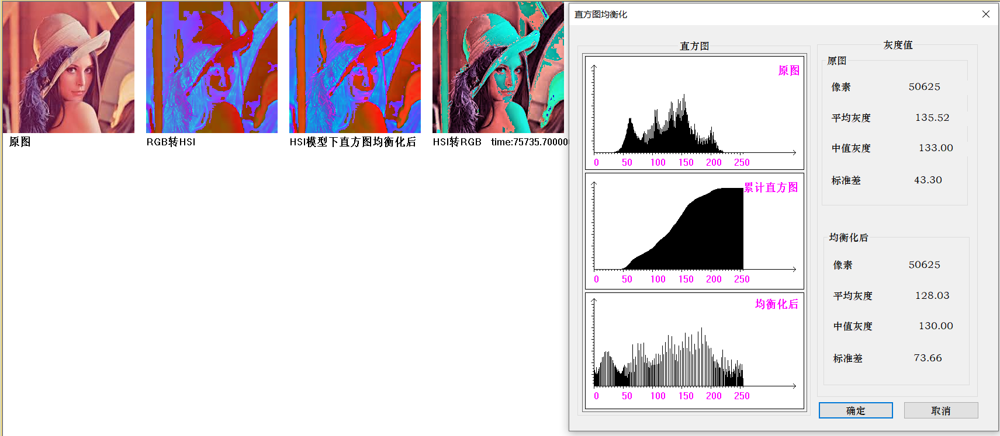 原图
RGB转HSI
HSI模型下直方图均衡化后
HSI转RGB time:75735.70000
直方图均衡化
直方图
原图
0 50 100 150 200 250
累计直方图
0 50 100 150 200 250
均衡化后
0 50 100 150 200 250
灰度值
原图
像素 50625
平均灰度 135.52
中值灰度 133.00
标准差 43.30
均衡化后
像素 50625
平均灰度 128.03
中值灰度 130.00
标准差 73.66
确定 取消